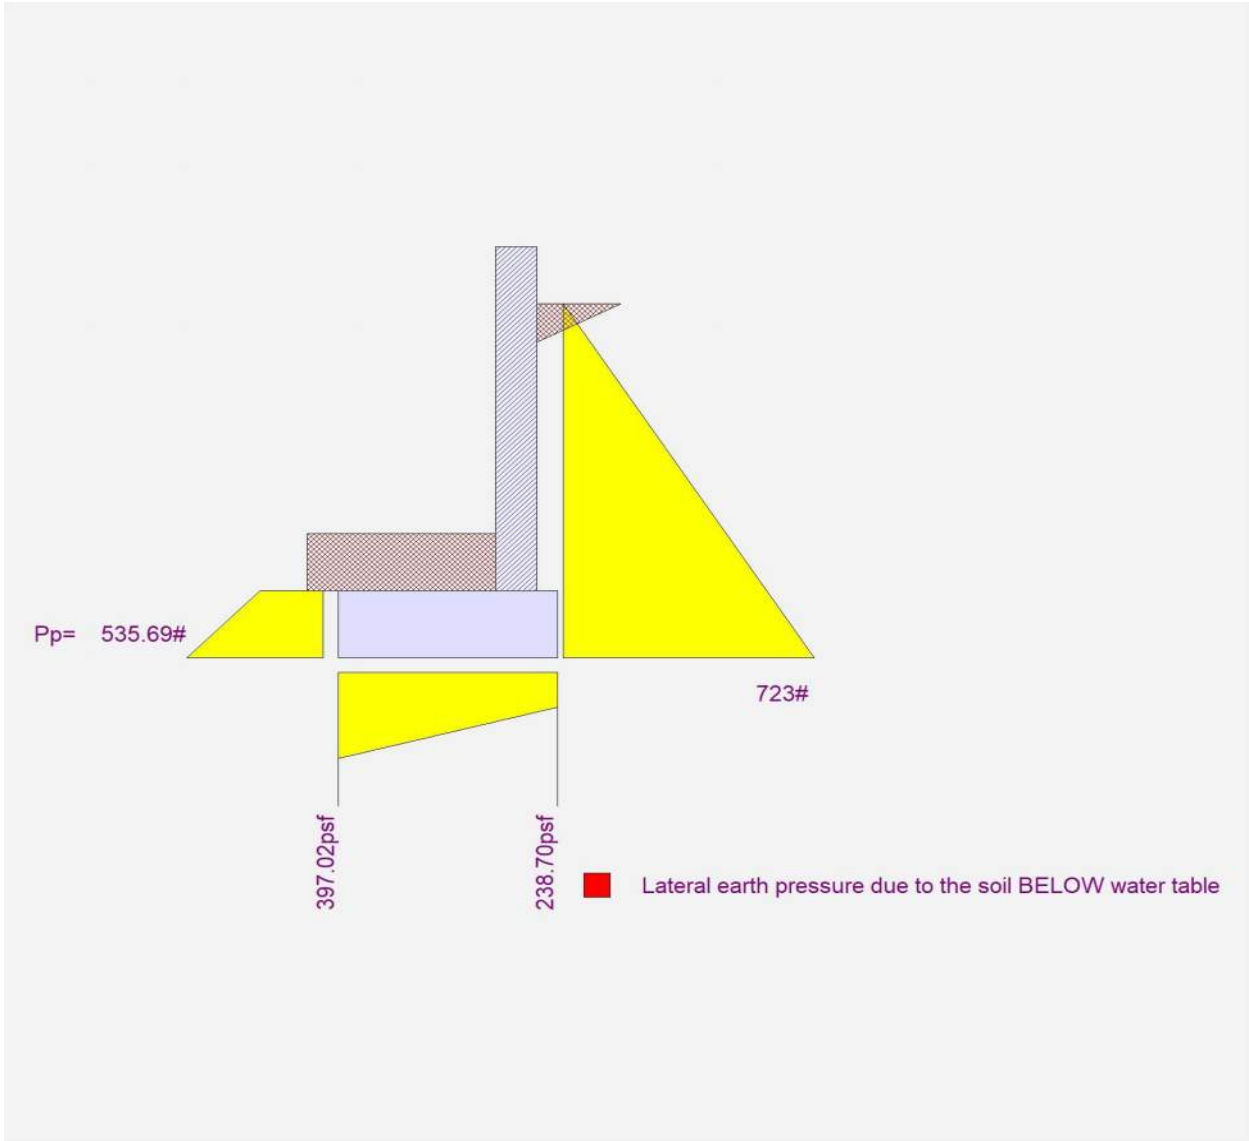 Pp= 535.69#
723#
397.02psf
238.70psf
Lateral earth pressure due to the soil BELOW water table